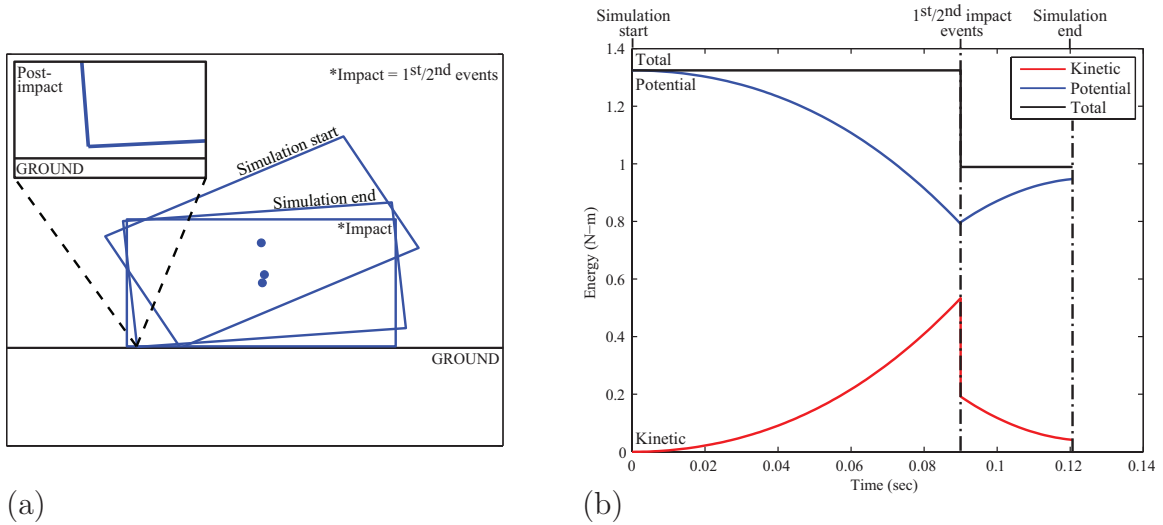 Post-
impact
*Impact = 1st/2nd events
GROUND
Simulation start
Simulation end
*Impact
GROUND
(a)
Simulation
start
1st/2nd impact
events
Simulation
end
Total
Potential
Kinetic
Kinetic
Potential
Total
Energy (N−m)
1.4
1.2
1
0.8
0.6
0.4
0.2
0
0
0.02
0.04
0.06
0.08
0.1
0.12
0.14
Time (sec)
(b)